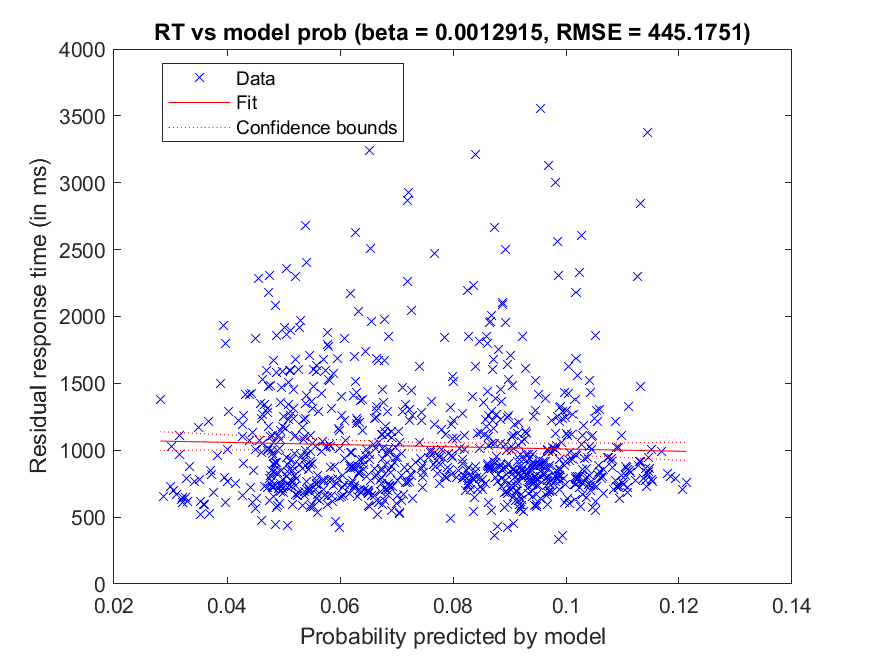 RT vs model prob (beta = 0.0012915, RMSE = 445.1751)
4000
3500
3000
2500
2000
1500
1000
500
0
Residual response time (in ms)
Data
Fit
Confidence bounds
0.02 0.04 0.06 0.08 0.1 0.12 0.14
Probability predicted by model